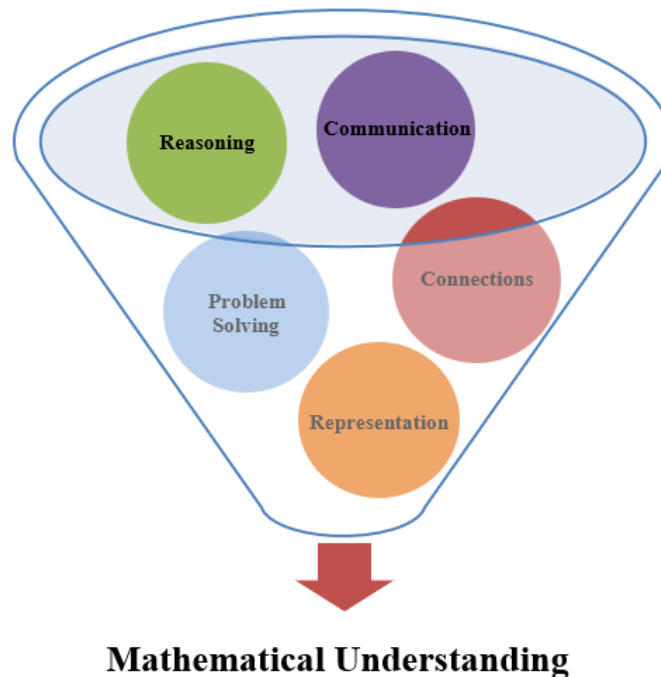 Reasoning
Communication
Problem
Solving
Connections
Representation
Mathematical Understanding